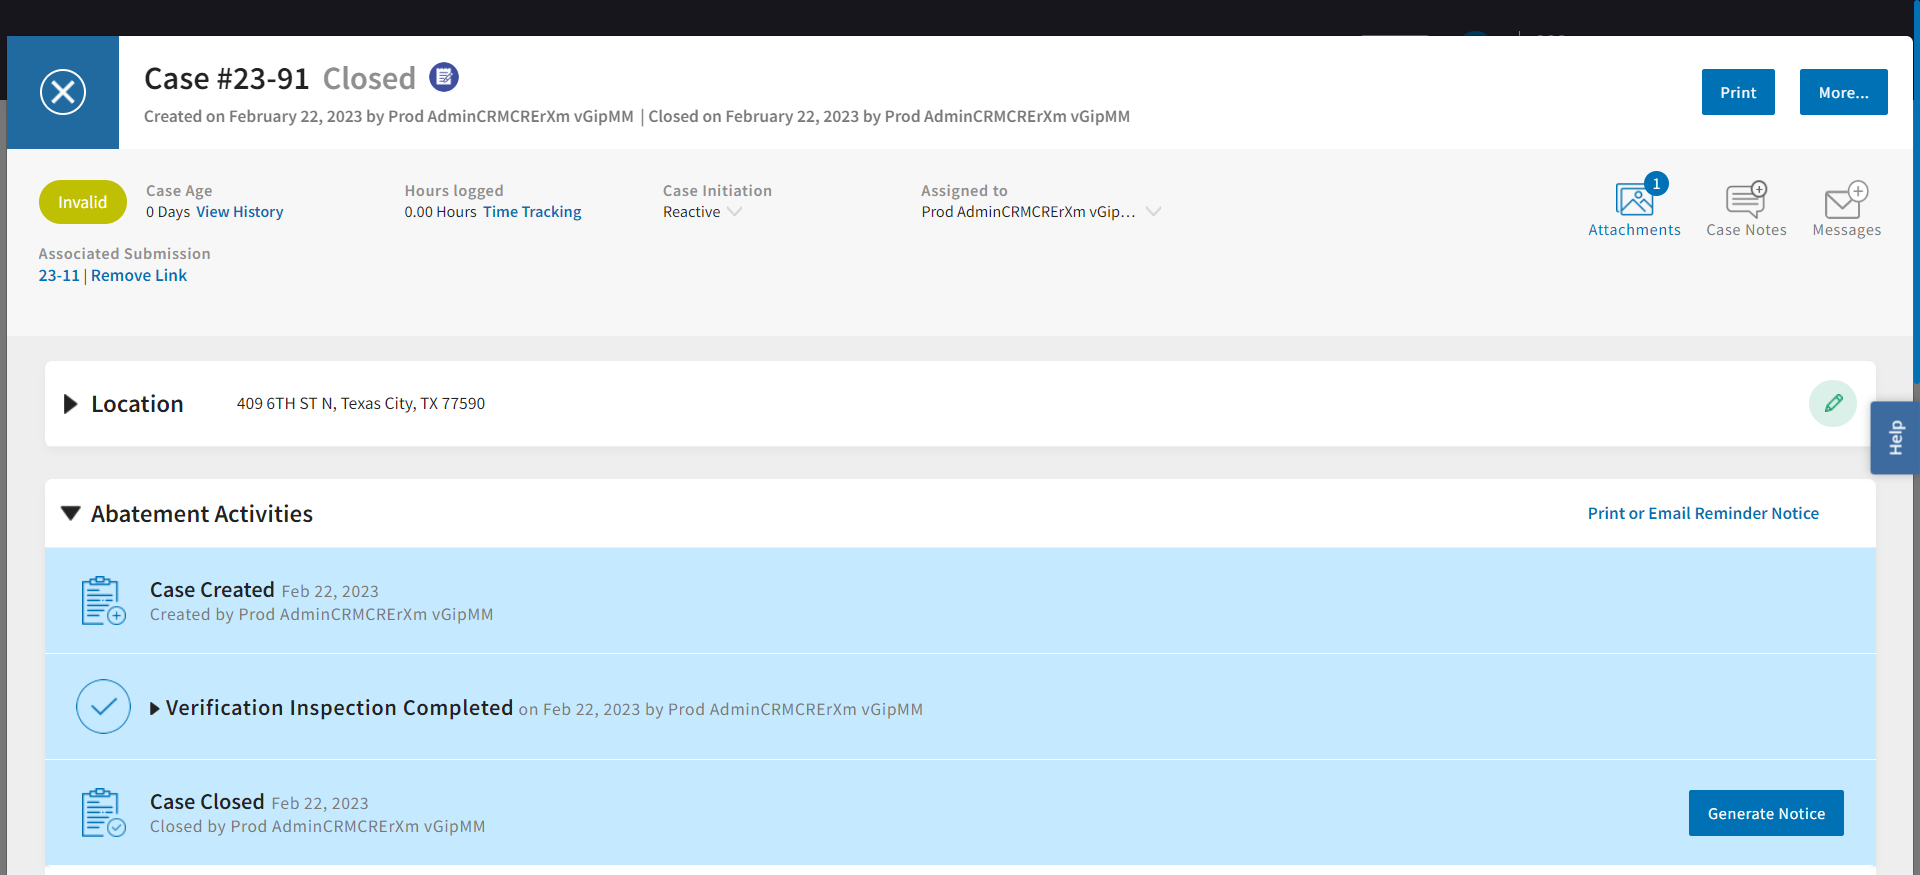 Case #23-91 Closed
Created on February 22, 2023 by Prod AdminCRMCRErXm vGipMM | Closed on February 22, 2023 by Prod AdminCRMCRErXm vGipMM
Print
More...
Invalid
Case Age
0 Days View History
Hours logged
0.00 Hours Time Tracking
Case Initiation
Reactive
Assigned to
Prod AdminCRMCRErXm vGip...
1
Attachments
Case Notes
Messages
Associated Submission
23-11 | Remove Link
Location
409 6TH ST N, Texas City, TX 77590
Help
Abatement Activities
Print or Email Reminder Notice
Case Created Feb 22, 2023
Created by Prod AdminCRMCRErXm vGipMM
Verification Inspection Completed on Feb 22, 2023 by Prod AdminCRMCRErXm vGipMM
Case Closed Feb 22, 2023
Closed by Prod AdminCRMCRErXm vGipMM
Generate Notice